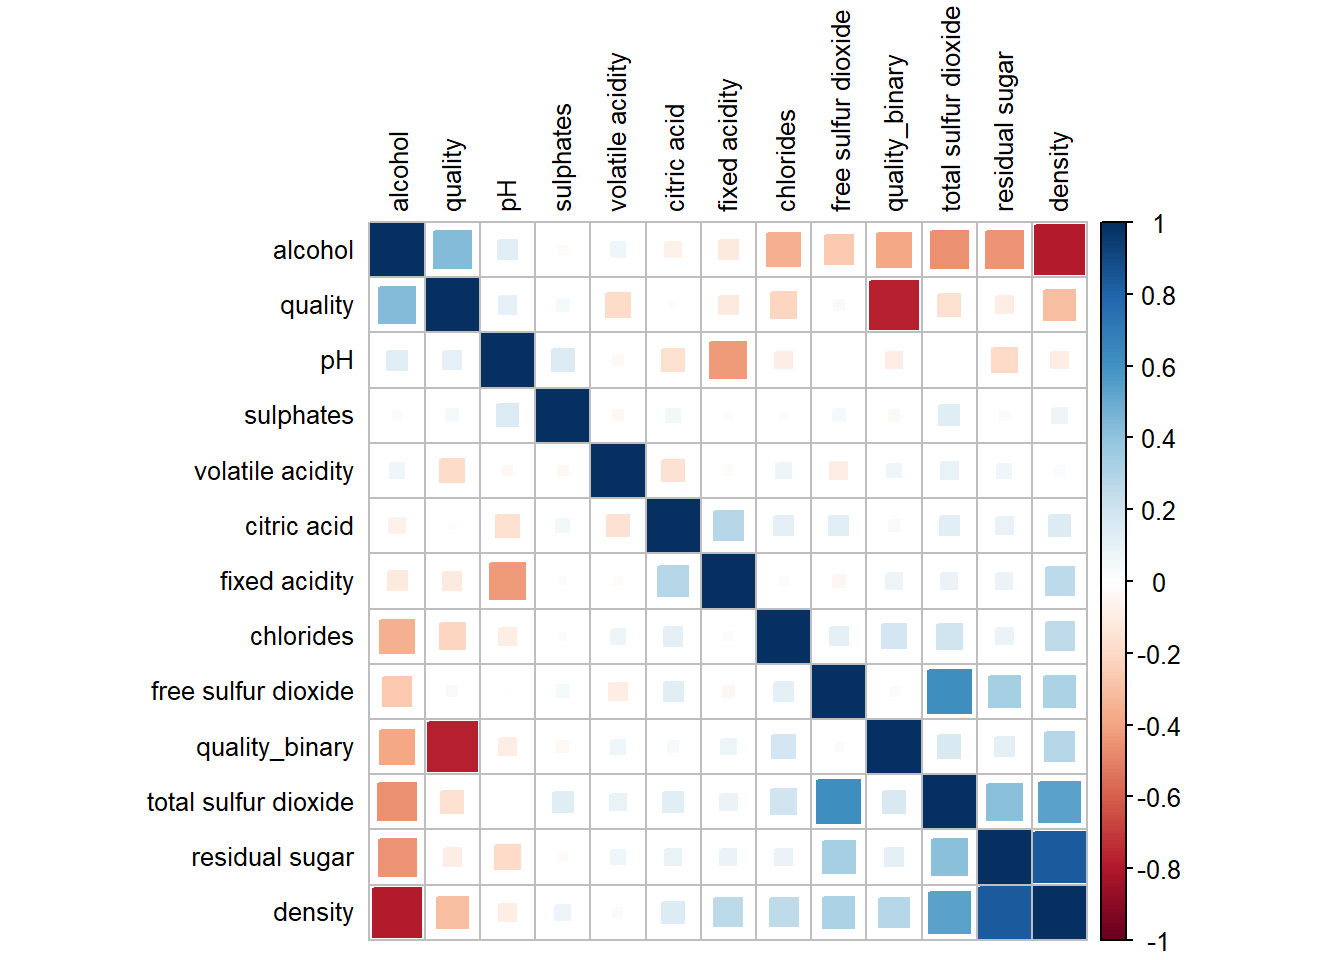 alcohol
quality
pH
sulphates
volatile acidity
citric acid
fixed acidity
chlorides
free sulfur dioxide
quality_binary
total sulfur dioxide
residual sugar
density
alcohol
quality
pH
sulphates
volatile acidity
citric acid
fixed acidity
chlorides
free sulfur dioxide
quality_binary
total sulfur dioxide
residual sugar
density
1
0.8
0.6
0.4
0.2
0
-0.2
-0.4
-0.6
-0.8
-1